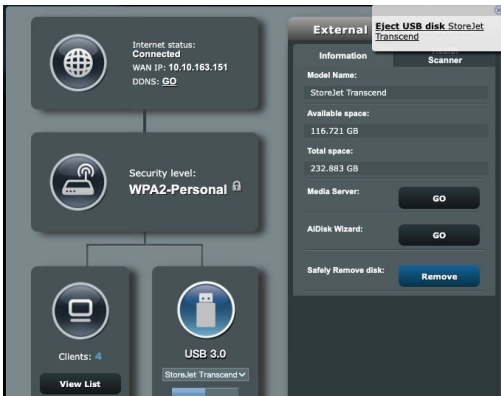 Internet status:
Connected
WAN IP: 10.10.163.151
DDNS: GO
Security level:
WPA2-Personal
Clients: 4
View List
USB 3.0
StoreJet Transcend
External
Eject USB disk StoreJet
Transcend
Information
Scanner
Model Name:
StoreJet Transcend
Available space:
116.721 GB
Total space:
232.883 GB
Media Server:
GO
AiDisk Wizard:
GO
Safely Remove disk:
Remove